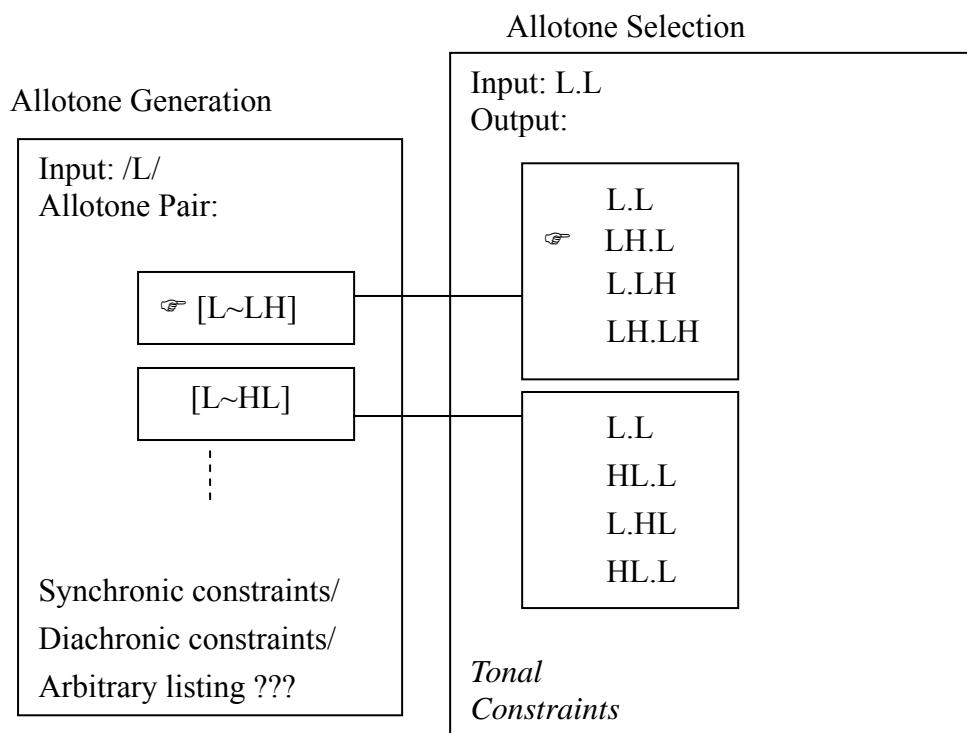 Allotone Generation
Input: /L/
Allotone Pair:
☞ [L~LH]
[L~HL]
Synchronic constraints/
Diachronic constraints/
Arbitrary listing ???
Allotone Selection
Input: L.L
Output:
L.L
☞ LH.L
L.LH
LH.LH
L.L
HL.L
L.HL
HL.L
Tonal
Constraints